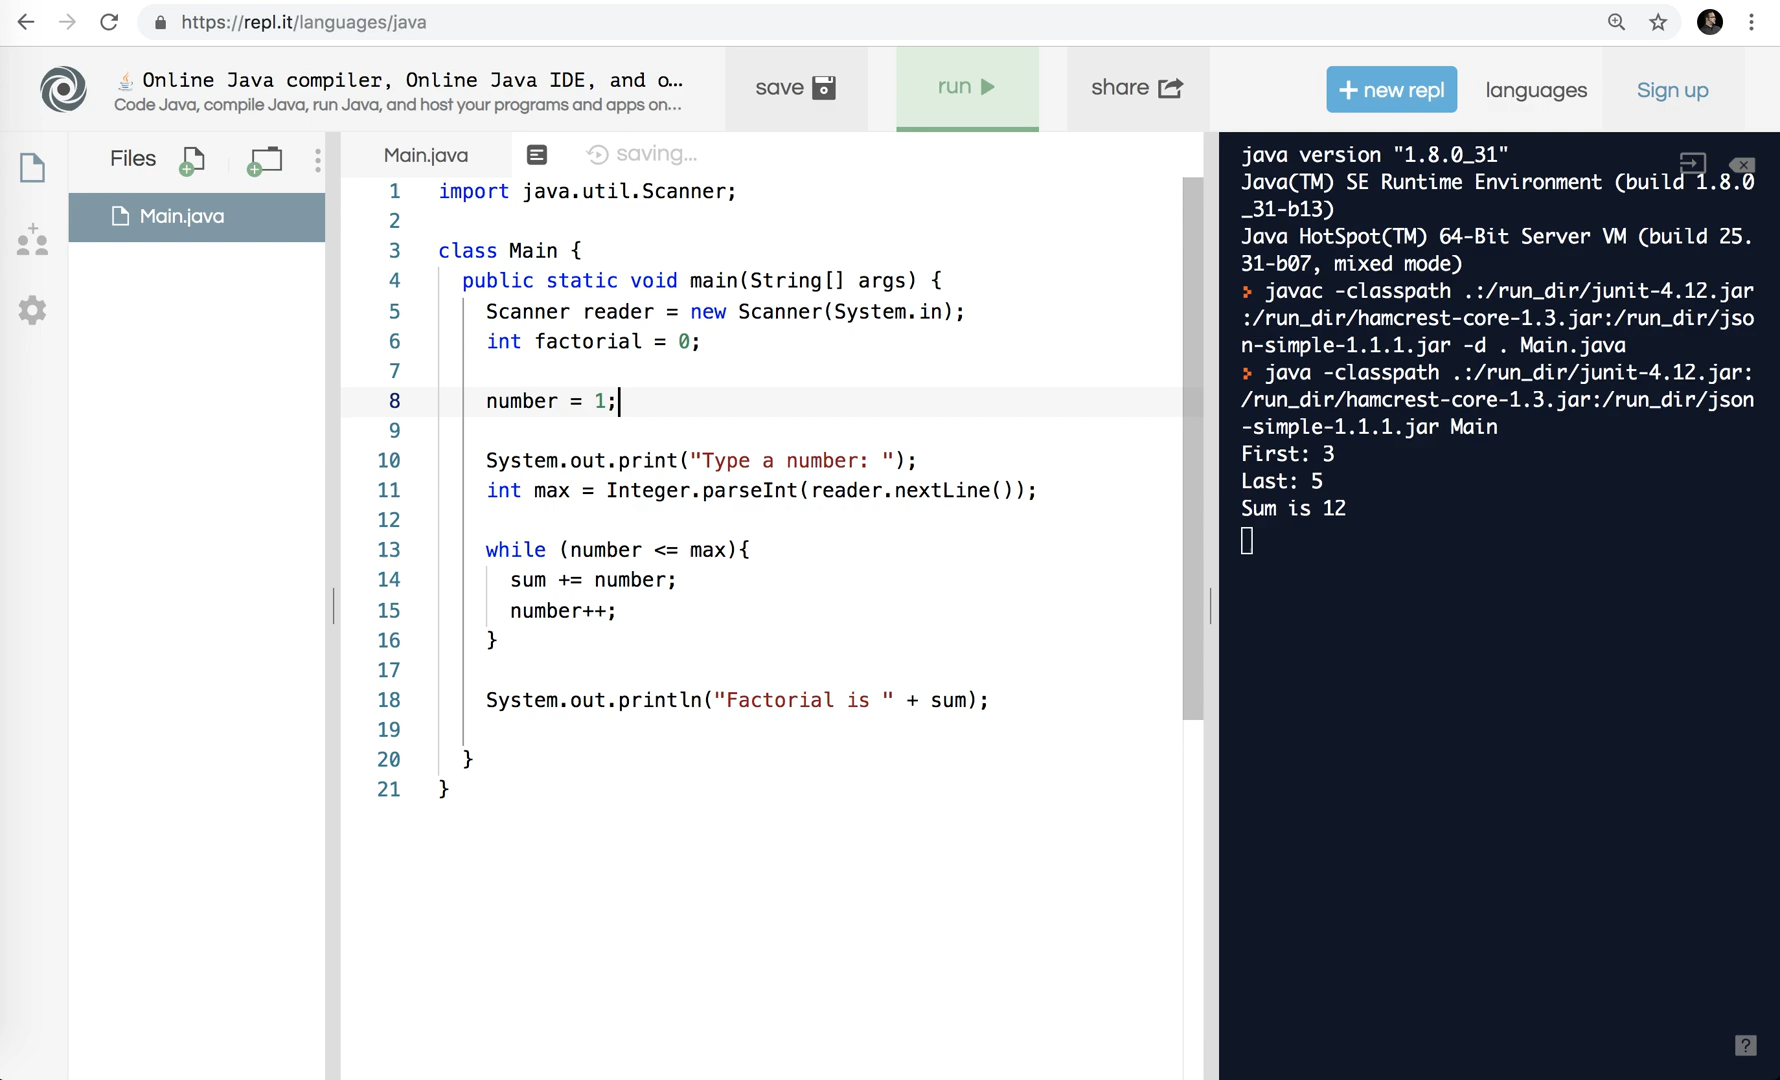 https://repl.it/languages/java
Online Java compiler, Online Java IDE, and o...
Code Java, compile Java, run Java, and host your programs and apps on...
save
run
share
+ new repl
languages
Sign up
Files
Main.java
Main.java
saving...
1 import java.util.Scanner;
2
3 class Main {
4 public static void main(String[] args) {
5 Scanner reader = new Scanner(System.in);
6 int factorial = 0;
7
8 number = 1;
9
10 System.out.print("Type a number: ");
11 int max = Integer.parseInt(reader.nextLine());
12
13 while (number <= max){
14 sum += number;
15 number++;
16 }
17
18 System.out.println("Factorial is " + sum);
19
20 }
21 }
java version "1.8.0_31"
Java(TM) SE Runtime Environment (build 1.8.0
_31-b13)
Java HotSpot(TM) 64-Bit Server VM (build 25.
31-b07, mixed mode)
javac -classpath .:/run_dir/junit-4.12.jar
:/run_dir/hamcrest-core-1.3.jar:/run_dir/jso
n-simple-1.1.1.jar -d . Main.java
java -classpath .:/run_dir/junit-4.12.jar:
/run_dir/hamcrest-core-1.3.jar:/run_dir/json
-simple-1.1.1.jar Main
First: 3
Last: 5
Sum is 12
?